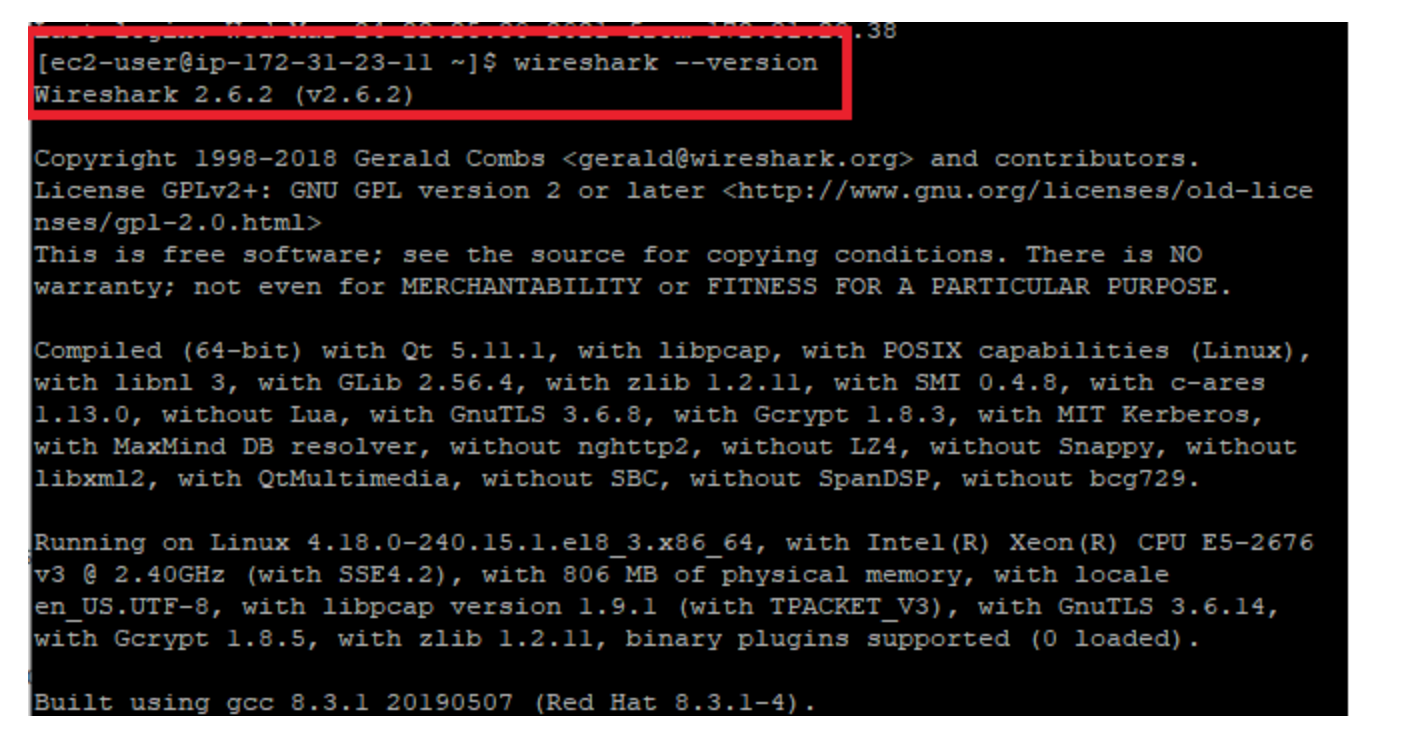 .38
[ec2-user@ip-172-31-23-11 ~]$ wireshark --version
Wireshark 2.6.2 (v2.6.2)
Copyright 1998-2018 Gerald Combs <gerald@wireshark.org> and contributors.
License GPLv2+: GNU GPL version 2 or later <http://www.gnu.org/licenses/old-lice
nses/gpl-2.0.html>
This is free software; see the source for copying conditions. There is NO
warranty; not even for MERCHANTABILITY or FITNESS FOR A PARTICULAR PURPOSE.
Compiled (64-bit) with Qt 5.11.1, with libpcap, with POSIX capabilities (Linux),
with libnl 3, with GLib 2.56.4, with zlib 1.2.11, with SMI 0.4.8, with c-ares
1.13.0, without Lua, with GnuTLS 3.6.8, with Gcrypt 1.8.3, with MIT Kerberos,
with MaxMind DB resolver, without nghttp2, without LZ4, without Snappy, without
libxml2, with QtMultimedia, without SBC, without SpanDSP, without bcg729.
Running on Linux 4.18.0-240.15.1.el8_3.x86_64, with Intel(R) Xeon(R) CPU E5-2676
v3 @ 2.40GHz (with SSE4.2), with 806 MB of physical memory, with locale
en_US.UTF-8, with libpcap version 1.9.1 (with TPACKET_V3), with GnuTLS 3.6.14,
with Gcrypt 1.8.5, with zlib 1.2.11, binary plugins supported (0 loaded).
Built using gcc 8.3.1 20190507 (Red Hat 8.3.1-4).